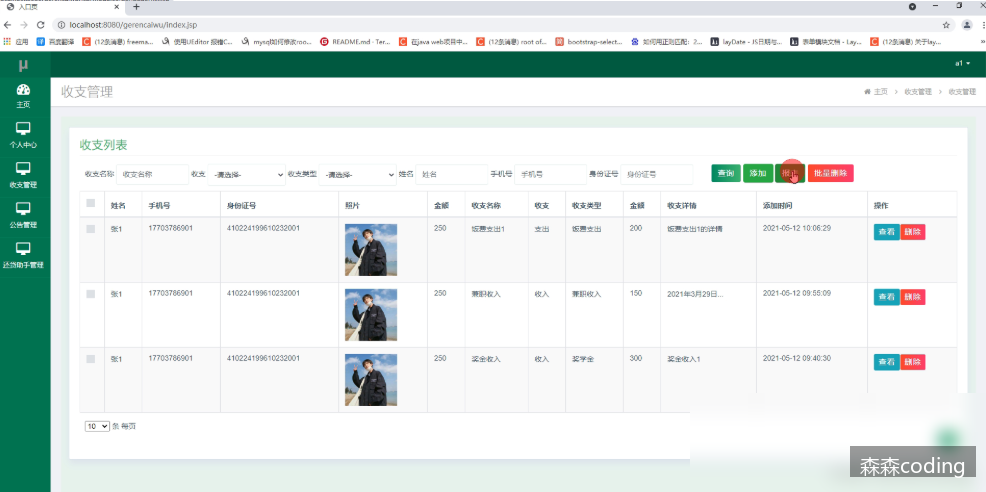 入口页
localhost:8080/gerencaiwu/index.jsp
应用 百度翻译 (12条消息) freema... 使用UEditor 报错C... mysql如何修改roo... README.md · Ter... 在java web项目中... (12条消息) root of... bootstrap-select... 如何用正则匹配: 2... layDate - JS日期与... 表单模块文档 - Lay... (12条消息) 关于lay...
μ
a1
主页
个人中心
收支管理
公告管理
还贷助手管理
收支管理
主页 > 收支管理 > 收支管理
收支列表
收支名称 收支名称 收支 -请选择- 收支类型 -请选择- 姓名 姓名 手机号 手机号 身份证号 身份证号 查询 添加 批量删除
姓名 手机号 身份证号 照片 金额 收支名称 收支 收支类型 金额 收支详情 添加时间 操作
张1 17703786901 410224199610232001 250 饭费支出1 支出 饭费支出 200 饭费支出1的详情 2021-05-12 10:06:29 查看 删除
张1 17703786901 410224199610232001 250 兼职收入 收入 兼职收入 150 2021年3月29日... 2021-05-12 09:55:09 查看 删除
张1 17703786901 410224199610232001 250 奖金收入 收入 奖学金 300 奖金收入1 2021-05-12 09:40:30 查看 删除
10 条 每页
森森coding